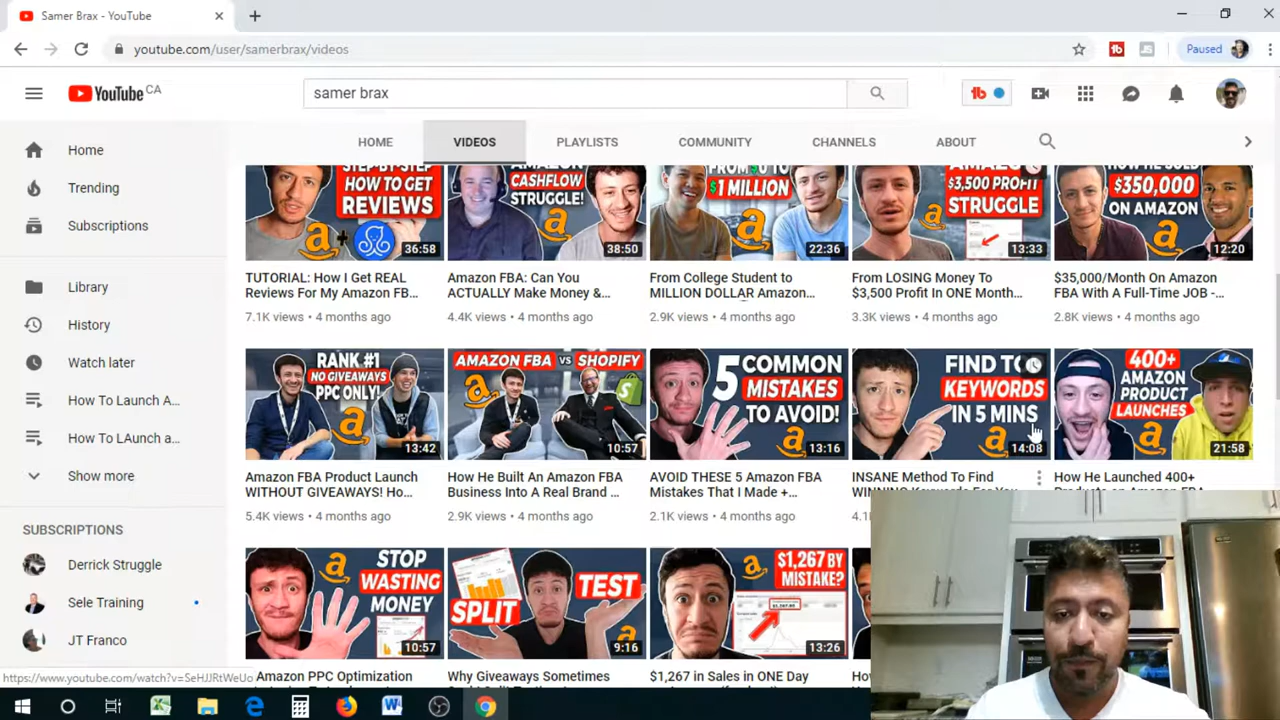 Samer Brax - YouTube
youtube.com/user/samerbrax/videos
Paused
YouTube CA
samer brax
HOME
VIDEOS
PLAYLISTS
COMMUNITY
CHANNELS
ABOUT
Home
Trending
Subscriptions
Library
History
Watch later
How To Launch A...
How To LAunch a...
Show more
SUBSCRIPTIONS
Derrick Struggle
Sele Training
JT Franco
STEP-BY-STEP
HOW TO GET
REVIEWS
36:58
CASHFLOW
STRUGGLE!
38:50
FROM $0 TO
$1 MILLION
22:36
$3,500 PROFIT
STRUGGLE
13:33
$350,000
ON AMAZON
12:20
TUTORIAL: How I Get REAL
Reviews For My Amazon FB...
7.1K views • 4 months ago
Amazon FBA: Can You
ACTUALLY Make Money &...
4.4K views • 4 months ago
From College Student to
MILLION DOLLAR Amazon...
2.9K views • 4 months ago
From LOSING Money To
$3,500 Profit In ONE Month...
3.3K views • 4 months ago
$35,000/Month On Amazon
FBA With A Full-Time JOB -...
2.8K views • 4 months ago
RANK #1
NO GIVEAWAYS
PPC ONLY!
13:42
AMAZON FBA VS SHOPIFY
10:57
5 COMMON
MISTAKES
TO AVOID!
13:16
FIND
KEYWORDS
IN 5 MINS
14:08
400+
AMAZON
PRODUCT
LAUNCHES
21:58
Amazon FBA Product Launch
WITHOUT GIVEAWAYS! Ho...
5.4K views • 4 months ago
How He Built An Amazon FBA
Business Into A Real Brand ...
2.9K views • 4 months ago
AVOID THESE 5 Amazon FBA
Mistakes That I Made +...
2.1K views • 4 months ago
INSANE Method To Find
How He Launched 400+
STOP
WASTING
MONEY
10:57
SPLIT TEST
9:16
$1,267 BY
MISTAKE?
13:26
Amazon PPC Optimization
Why Giveaways Sometimes
$1,267 in Sales in ONE Day
https://www.youtube.com/watch?v=SeHJJRtWeUo